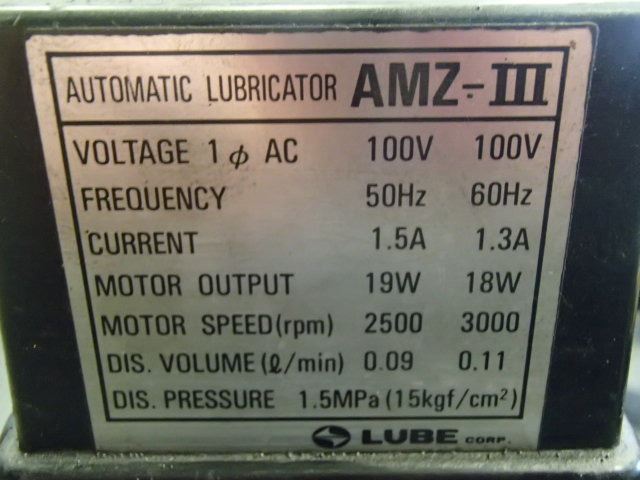 AUTOMATIC LUBRICATOR AMZ-III
VOLTAGE 1φ AC 100V 100V
FREQUENCY 50Hz 60Hz
CURRENT 1.5A 1.3A
MOTOR OUTPUT 19W 18W
MOTOR SPEED(rpm) 2500 3000
DIS. VOLUME(ℓ/min) 0.09 0.11
DIS. PRESSURE 1.5MPa(15kgf/cm²)
LUBE CORP.